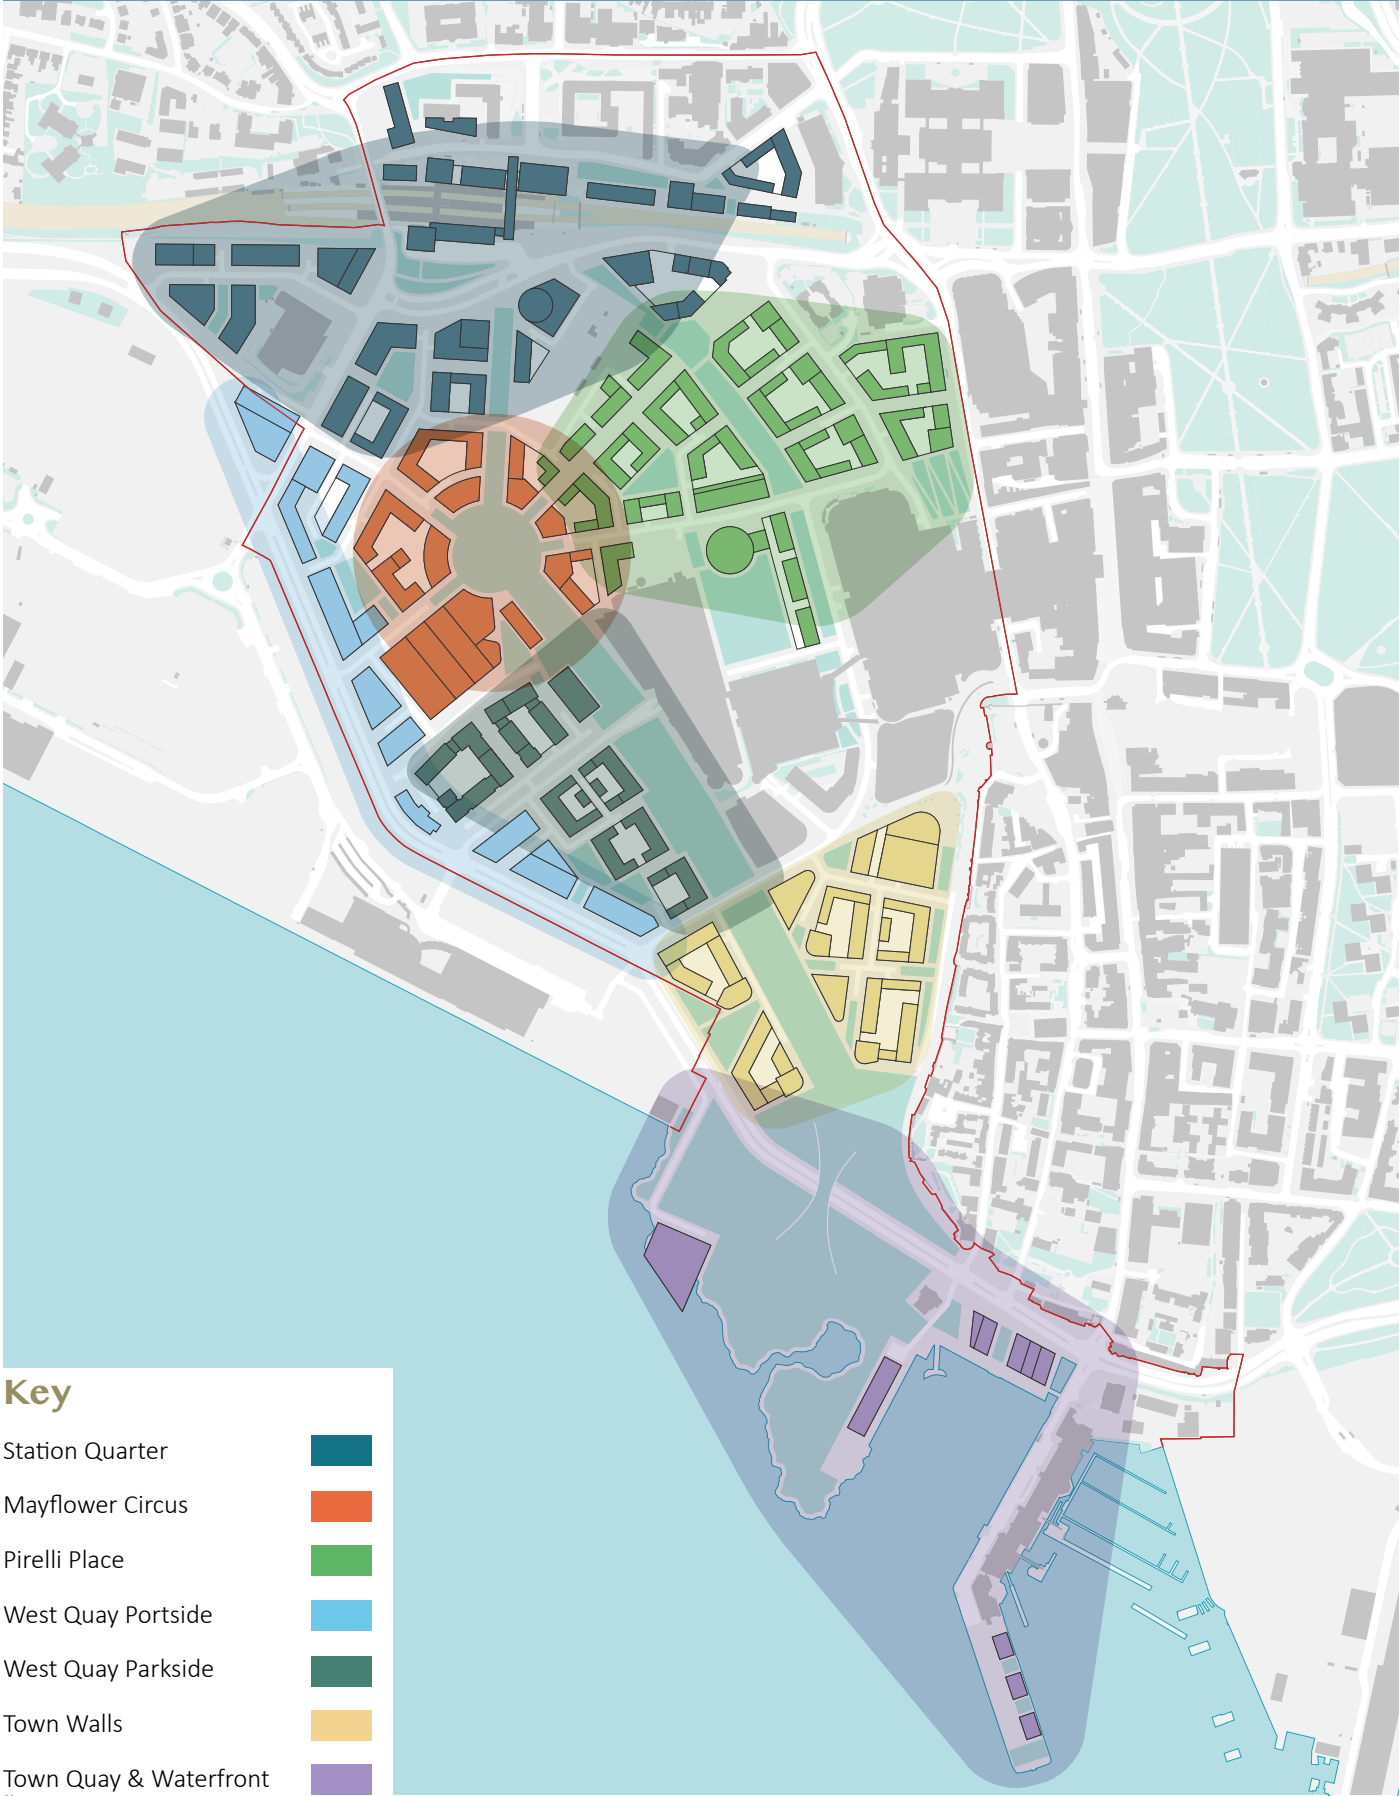 Key
Station Quarter
Mayflower Circus
Pirelli Place
West Quay Portside
West Quay Parkside
Town Walls
Town Quay & Waterfront